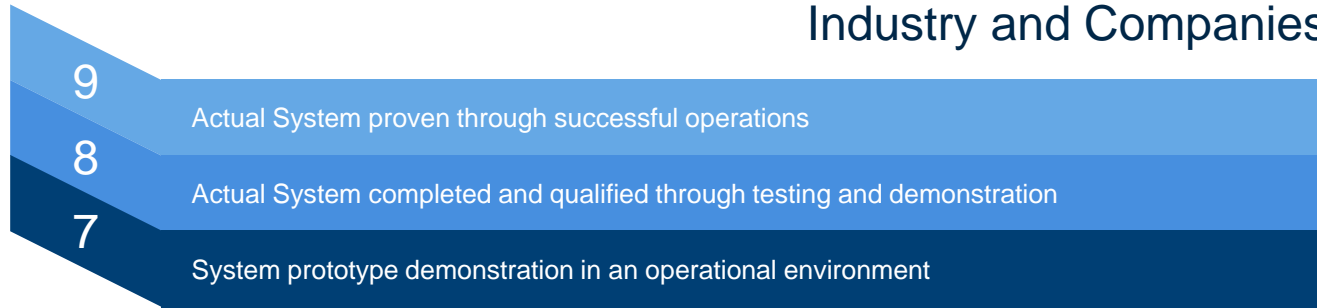 Industry and Companies
9
Actual System proven through successful operations
8
Actual System completed and qualified through testing and demonstration
7
System prototype demonstration in an operational environment